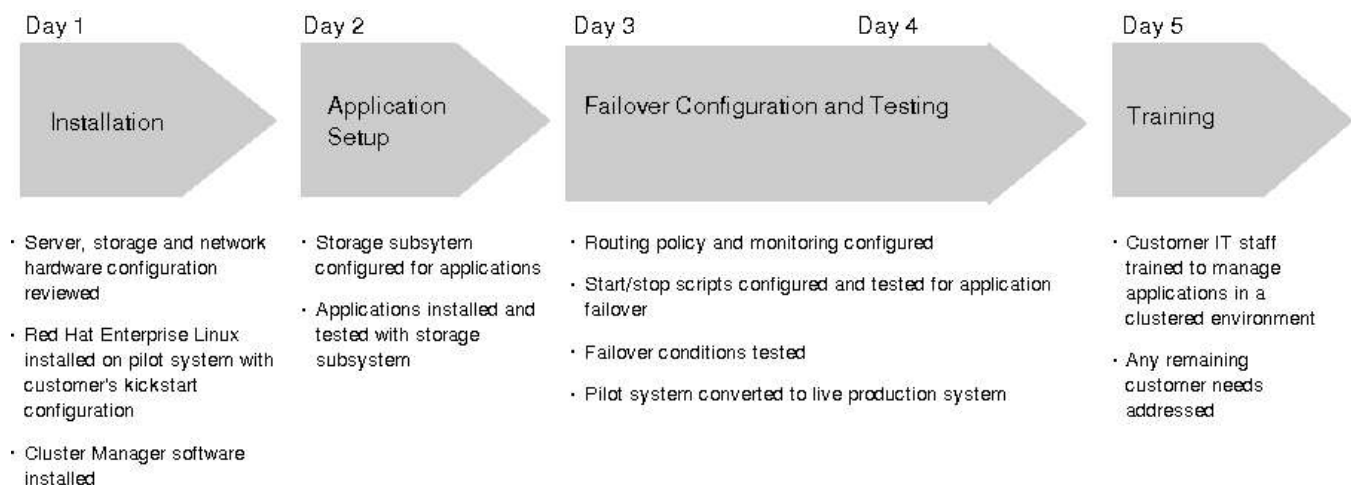 Day 1
Installation
· Server, storage and network
hardware configuration
reviewed
· Red Hat Enterprise Linux
installed on pilot system with
customer's kickstart
configuration
· Cluster Manager software
installed
Day 2
Application
Setup
· Storage subsytem
configured for applications
· Applications installed and
tested with storage
subsystem
Day 3
Day 4
Failover Configuration and Testing
· Routing policy and monitoring configured
· Start/stop scripts configured and tested for application
failover
· Failover conditions tested
· Pilot system converted to live production system
Day 5
Training
· Customer IT staff
trained to manage
applications in a
clustered environment
· Any remaining
customer needs
addressed